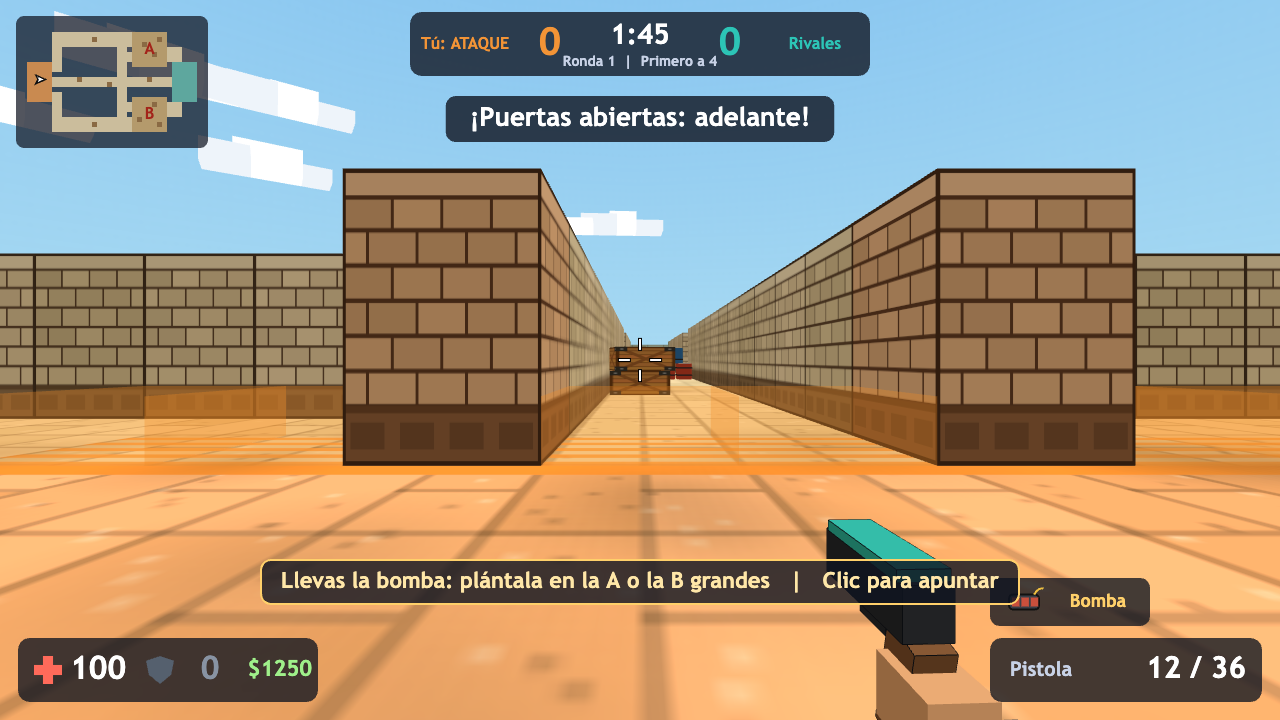 A
B
Tú: ATAQUE 0 1:45 0 Rivales
Ronda 1 | Primero a 4
¡Puertas abiertas: adelante!
Llevas la bomba: plántala en la A o la B grandes | Clic para apuntar
Bomba
100 0 $1250
Pistola 12 / 36